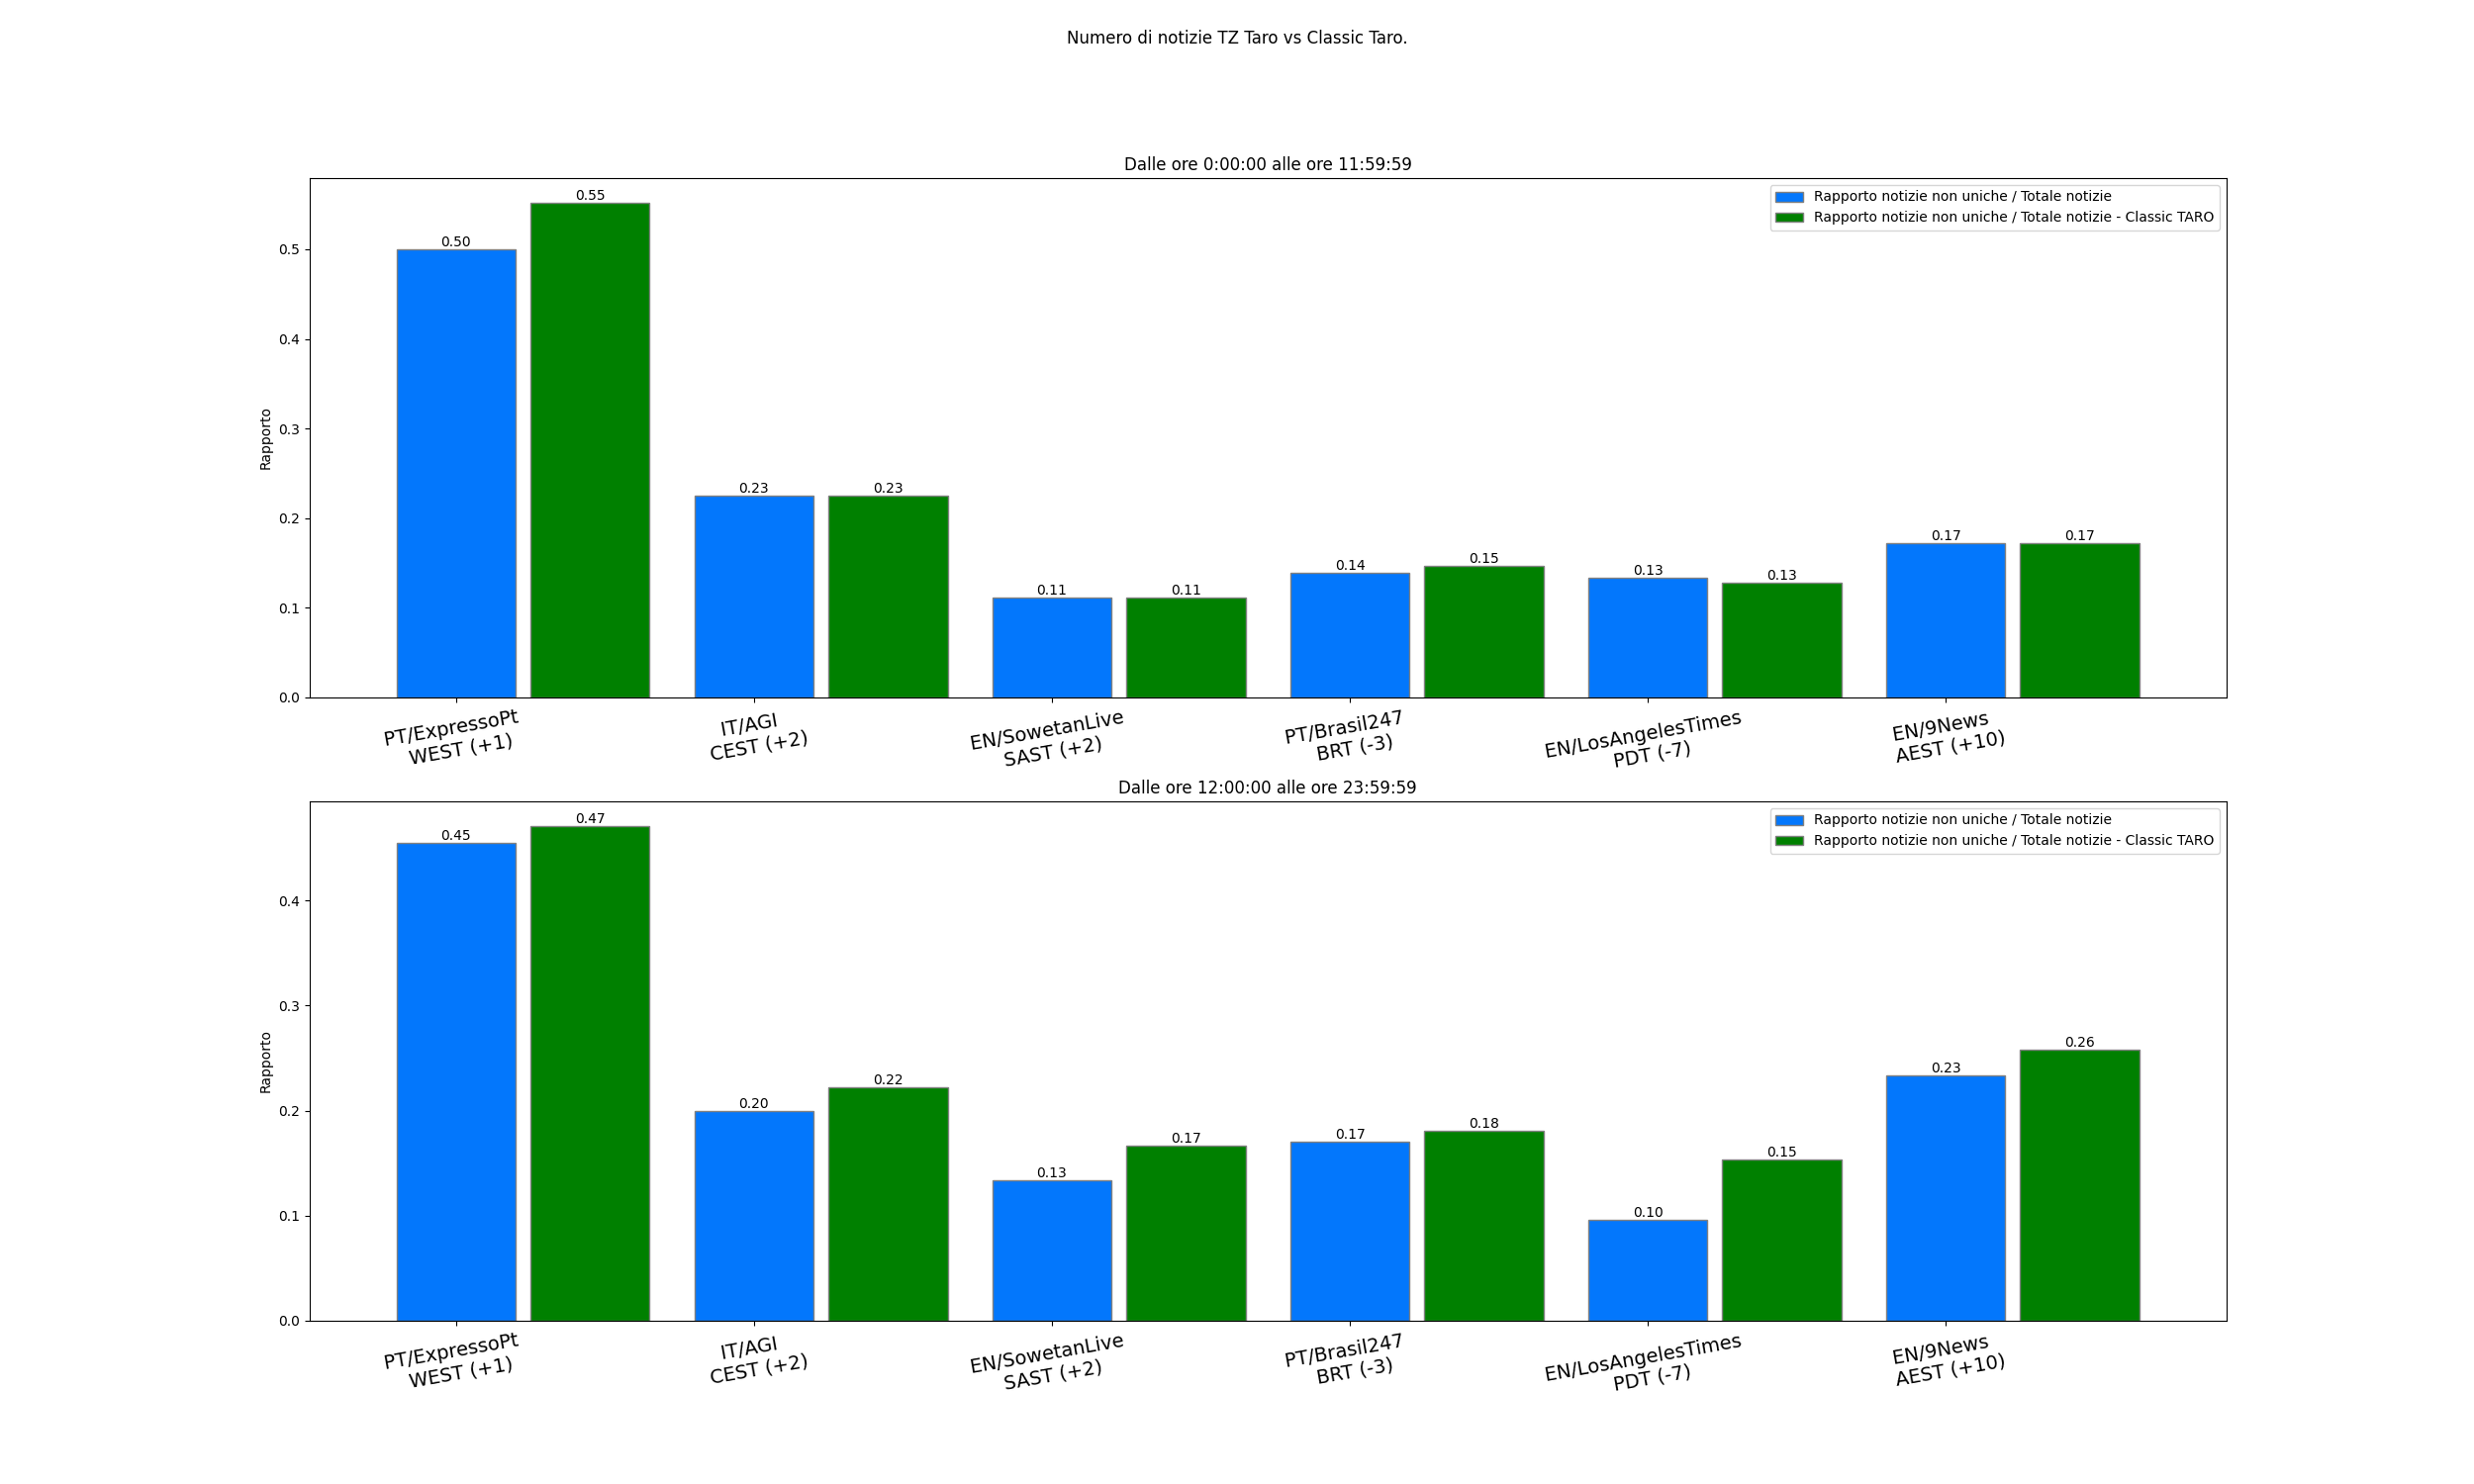 Numero di notizie TZ Taro vs Classic Taro.
Dalle ore 0:00:00 alle ore 11:59:59
Rapporto notizie non uniche / Totale notizie
Rapporto notizie non uniche / Totale notizie - Classic TARO
Rapporto
0.5
0.4
0.3
0.2
0.1
0.0
0.50
0.55
0.23
0.23
0.11
0.11
0.14
0.15
0.13
0.13
0.17
0.17
PT/ExpressoPt
WEST (+1)
IT/AGI
CEST (+2)
EN/SowetanLive
SAST (+2)
PT/Brasil247
BRT (-3)
EN/LosAngelesTimes
PDT (-7)
EN/9News
AEST (+10)
Dalle ore 12:00:00 alle ore 23:59:59
Rapporto notizie non uniche / Totale notizie
Rapporto notizie non uniche / Totale notizie - Classic TARO
Rapporto
0.4
0.3
0.2
0.1
0.0
0.45
0.47
0.20
0.22
0.13
0.17
0.17
0.18
0.10
0.15
0.23
0.26
PT/ExpressoPt
WEST (+1)
IT/AGI
CEST (+2)
EN/SowetanLive
SAST (+2)
PT/Brasil247
BRT (-3)
EN/LosAngelesTimes
PDT (-7)
EN/9News
AEST (+10)